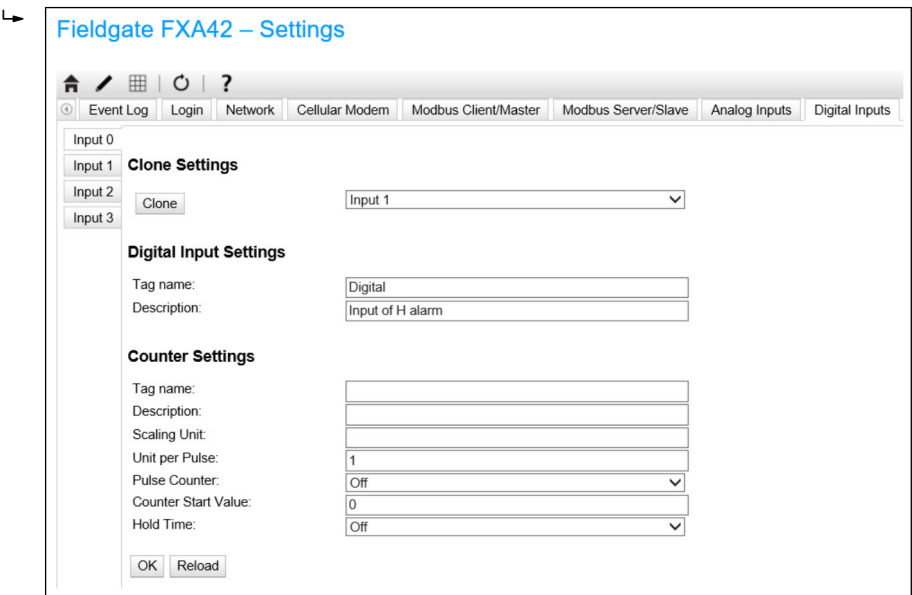 Fieldgate FXA42 – Settings
?
Event Log Login Network Cellular Modem Modbus Client/Master Modbus Server/Slave Analog Inputs Digital Inputs
Input 0
Input 1 Clone Settings
Input 2 Clone Input 1
Input 3
Digital Input Settings
Tag name: Digital
Description: Input of H alarm
Counter Settings
Tag name:
Description:
Scaling Unit:
Unit per Pulse: 1
Pulse Counter: Off
Counter Start Value: 0
Hold Time: Off
OK Reload